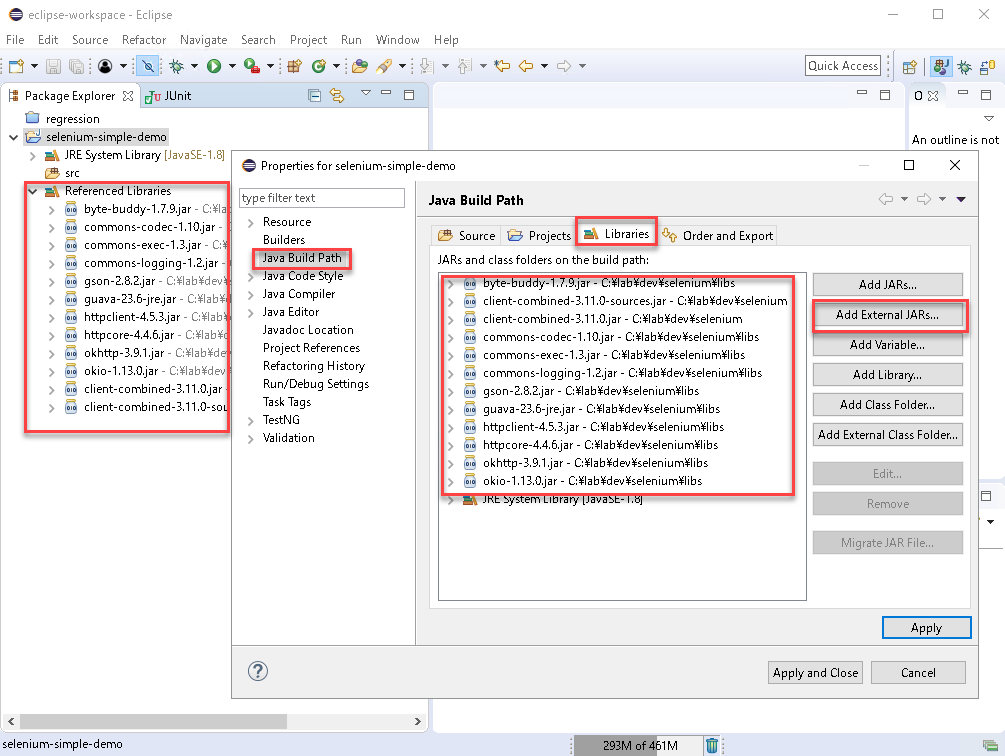 eclipse-workspace - Eclipse
File Edit Source Refactor Navigate Search Project Run Window Help
Quick Access
Package Explorer
JUnit
regression
selenium-simple-demo
JRE System Library [JavaSE-1.8]
src
Referenced Libraries
byte-buddy-1.7.9.jar - C:¥la
commons-codec-1.10.jar -
commons-exec-1.3.jar - C:¥
commons-logging-1.2.jar -
gson-2.8.2.jar - C:¥lab¥dev¥
guava-23.6-jre.jar - C:¥lab¥
httpclient-4.5.3.jar - C:¥lab
httpcore-4.4.6.jar - C:¥lab¥
okhttp-3.9.1.jar - C:¥lab¥de
okio-1.13.0.jar - C:¥lab¥dev
client-combined-3.11.0.jar
client-combined-3.11.0-sou
O
An outline is not
Properties for selenium-simple-demo
type filter text
Resource
Builders
Java Build Path
Java Code Style
Java Compiler
Java Editor
Javadoc Location
Project References
Refactoring History
Run/Debug Settings
Task Tags
TestNG
Validation
Java Build Path
Source Projects Libraries Order and Export
JARs and class folders on the build path:
byte-buddy-1.7.9.jar - C:¥lab¥dev¥selenium¥libs
client-combined-3.11.0-sources.jar - C:¥lab¥dev¥selenium
client-combined-3.11.0.jar - C:¥lab¥dev¥selenium
commons-codec-1.10.jar - C:¥lab¥dev¥selenium¥libs
commons-exec-1.3.jar - C:¥lab¥dev¥selenium¥libs
commons-logging-1.2.jar - C:¥lab¥dev¥selenium¥libs
gson-2.8.2.jar - C:¥lab¥dev¥selenium¥libs
guava-23.6-jre.jar - C:¥lab¥dev¥selenium¥libs
httpclient-4.5.3.jar - C:¥lab¥dev¥selenium¥libs
httpcore-4.4.6.jar - C:¥lab¥dev¥selenium¥libs
okhttp-3.9.1.jar - C:¥lab¥dev¥selenium¥libs
okio-1.13.0.jar - C:¥lab¥dev¥selenium¥libs
JRE System Library [JavaSE-1.8]
Add JARs...
Add External JARs...
Add Variable...
Add Library...
Add Class Folder...
Add External Class Folder...
Edit...
Remove
Migrate JAR File...
Apply
Apply and Close
Cancel
selenium-simple-demo
293M of 461M